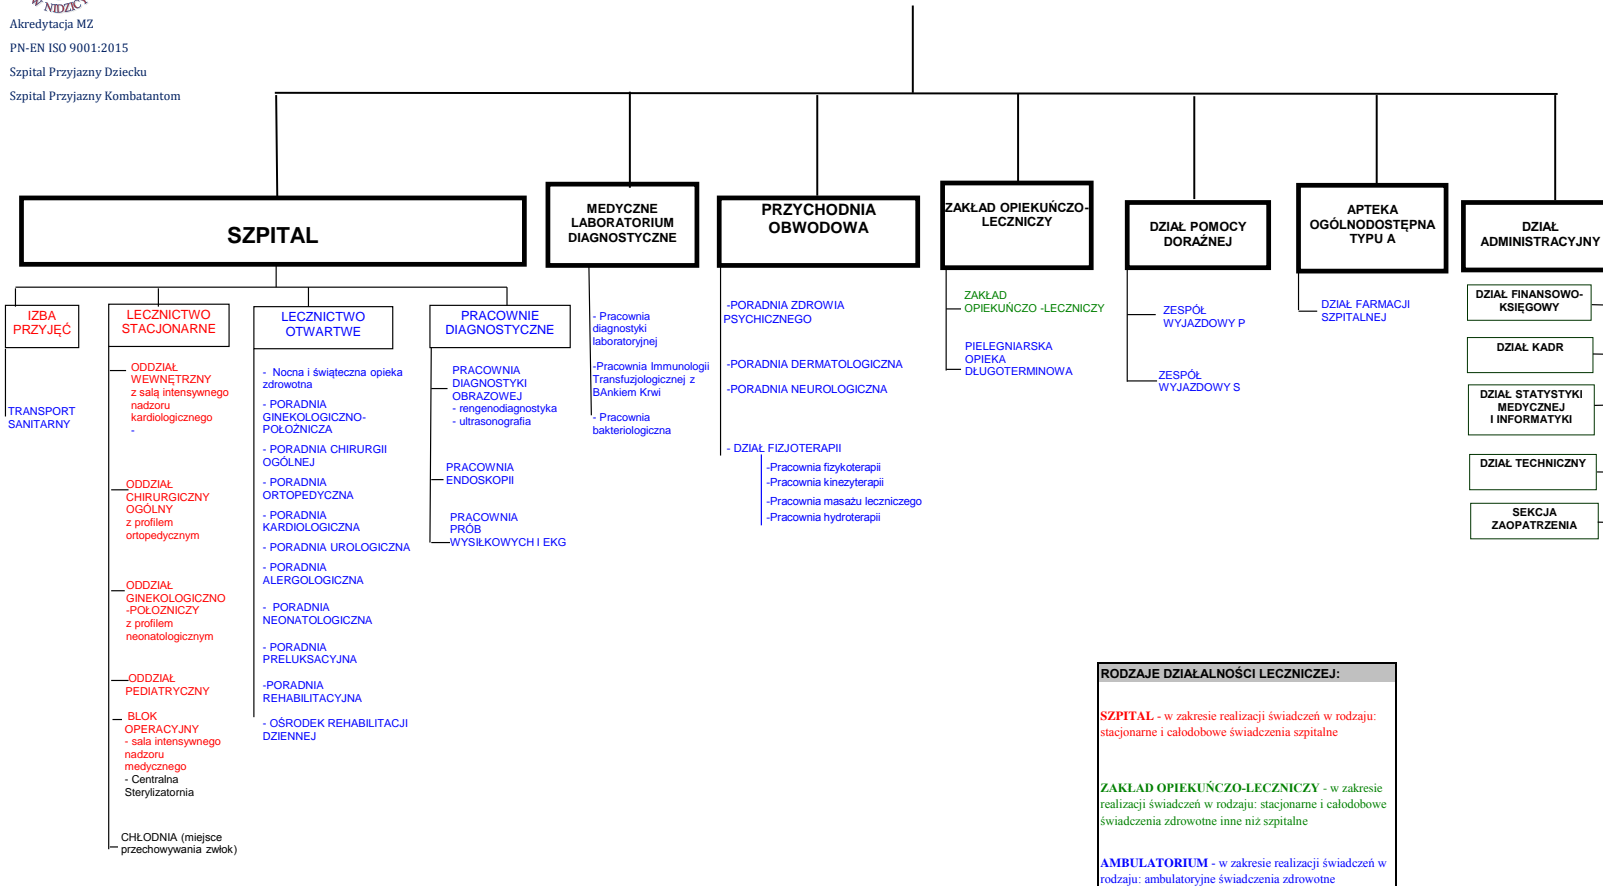 W NIDZICY
Akredytacja MZ
PN-EN ISO 9001:2015
Szpital Przyjazny Dziecku
Szpital Przyjazny Kombatantom
SZPITAL
MEDYCZNE
LABORATORIUM
DIAGNOSTYCZNE
PRZYCHODNIA
OBWODOWA
ZAKŁAD OPIEKUŃCZO-
LECZNICZY
DZIAŁ POMOCY
DORAŹNEJ
APTEKA
OGÓLNODOSTĘPNA
TYPU A
DZIAŁ
ADMINISTRACYJNY
IZBA
PRZYJĘĆ
TRANSPORT
SANITARNY
LECZNICTWO
STACJONARNE
ODDZIAŁ
WEWNĘTRZNY
z salą intensywnego
nadzoru
kardiologicznego
-
ODDZIAŁ
CHIRURGICZNY
OGÓLNY
z profilem
ortopedycznym
ODDZIAŁ
GINEKOLOGICZNO
-POŁOZNICZY
z profilem
neonatologicznym
ODDZIAŁ
PEDIATRYCZNY
BLOK
OPERACYJNY
- sala intensywnego
nadzoru
medycznego
- Centralna
Sterylizatornia
CHŁODNIA (miejsce
przechowywania zwłok)
LECZNICTWO
OTWARTWE
- Nocna i świąteczna opieka
zdrowotna
- PORADNIA
GINEKOLOGICZNO-
POŁOŻNICZA
- PORADNIA CHIRURGII
OGÓLNEJ
- PORADNIA
ORTOPEDYCZNA
- PORADNIA
KARDIOLOGICZNA
- PORADNIA UROLOGICZNA
- PORADNIA
ALERGOLOGICZNA
- PORADNIA
NEONATOLOGICZNA
- PORADNIA
PRELUKSACYJNA
-PORADNIA
REHABILITACYJNA
- OŚRODEK REHABILITACJI
DZIENNEJ
PRACOWNIE
DIAGNOSTYCZNE
PRACOWNIA
DIAGNOSTYKI
OBRAZOWEJ
- rengenodiagnostyka
- ultrasonografia
PRACOWNIA
ENDOSKOPII
PRACOWNIA
PRÓB
WYSIŁKOWYCH I EKG
- Pracownia
diagnostyki
laboratoryjnej
-Pracownia Immunologii
Transfuzjologicznej z
BAnkiem Krwi
- Pracownia
bakteriologiczna
-PORADNIA ZDROWIA
PSYCHICZNEGO
-PORADNIA DERMATOLOGICZNA
-PORADNIA NEUROLOGICZNA
- DZIAŁ FIZJOTERAPII
-Pracownia fizykoterapii
-Pracownia kinezyterapii
-Pracownia masażu leczniczego
-Pracownia hydroterapii
ZAKŁAD
OPIEKUŃCZO -LECZNICZY
PIELEGNIARSKA
OPIEKA
DŁUGOTERMINOWA
ZESPÓŁ
WYJAZDOWY P
ZESPÓŁ
WYJAZDOWY S
DZIAŁ FARMACJI
SZPITALNEJ
DZIAŁ FINANSOWO-
KSIĘGOWY
DZIAŁ KADR
DZIAŁ STATYSTYKI
MEDYCZNEJ
I INFORMATYKI
DZIAŁ TECHNICZNY
SEKCJA
ZAOPATRZENIA
RODZAJE DZIAŁALNOŚCI LECZNICZEJ:
SZPITAL - w zakresie realizacji świadczeń w rodzaju:
stacjonarne i całodobowe świadczenia szpitalne
ZAKŁAD OPIEKUŃCZO-LECZNICZY - w zakresie
realizacji świadczeń w rodzaju: stacjonarne i całodobowe
świadczenia zdrowotne inne niż szpitalne
AMBULATORIUM - w zakresie realizacji świadczeń w
rodzaju: ambulatoryjne świadczenia zdrowotne